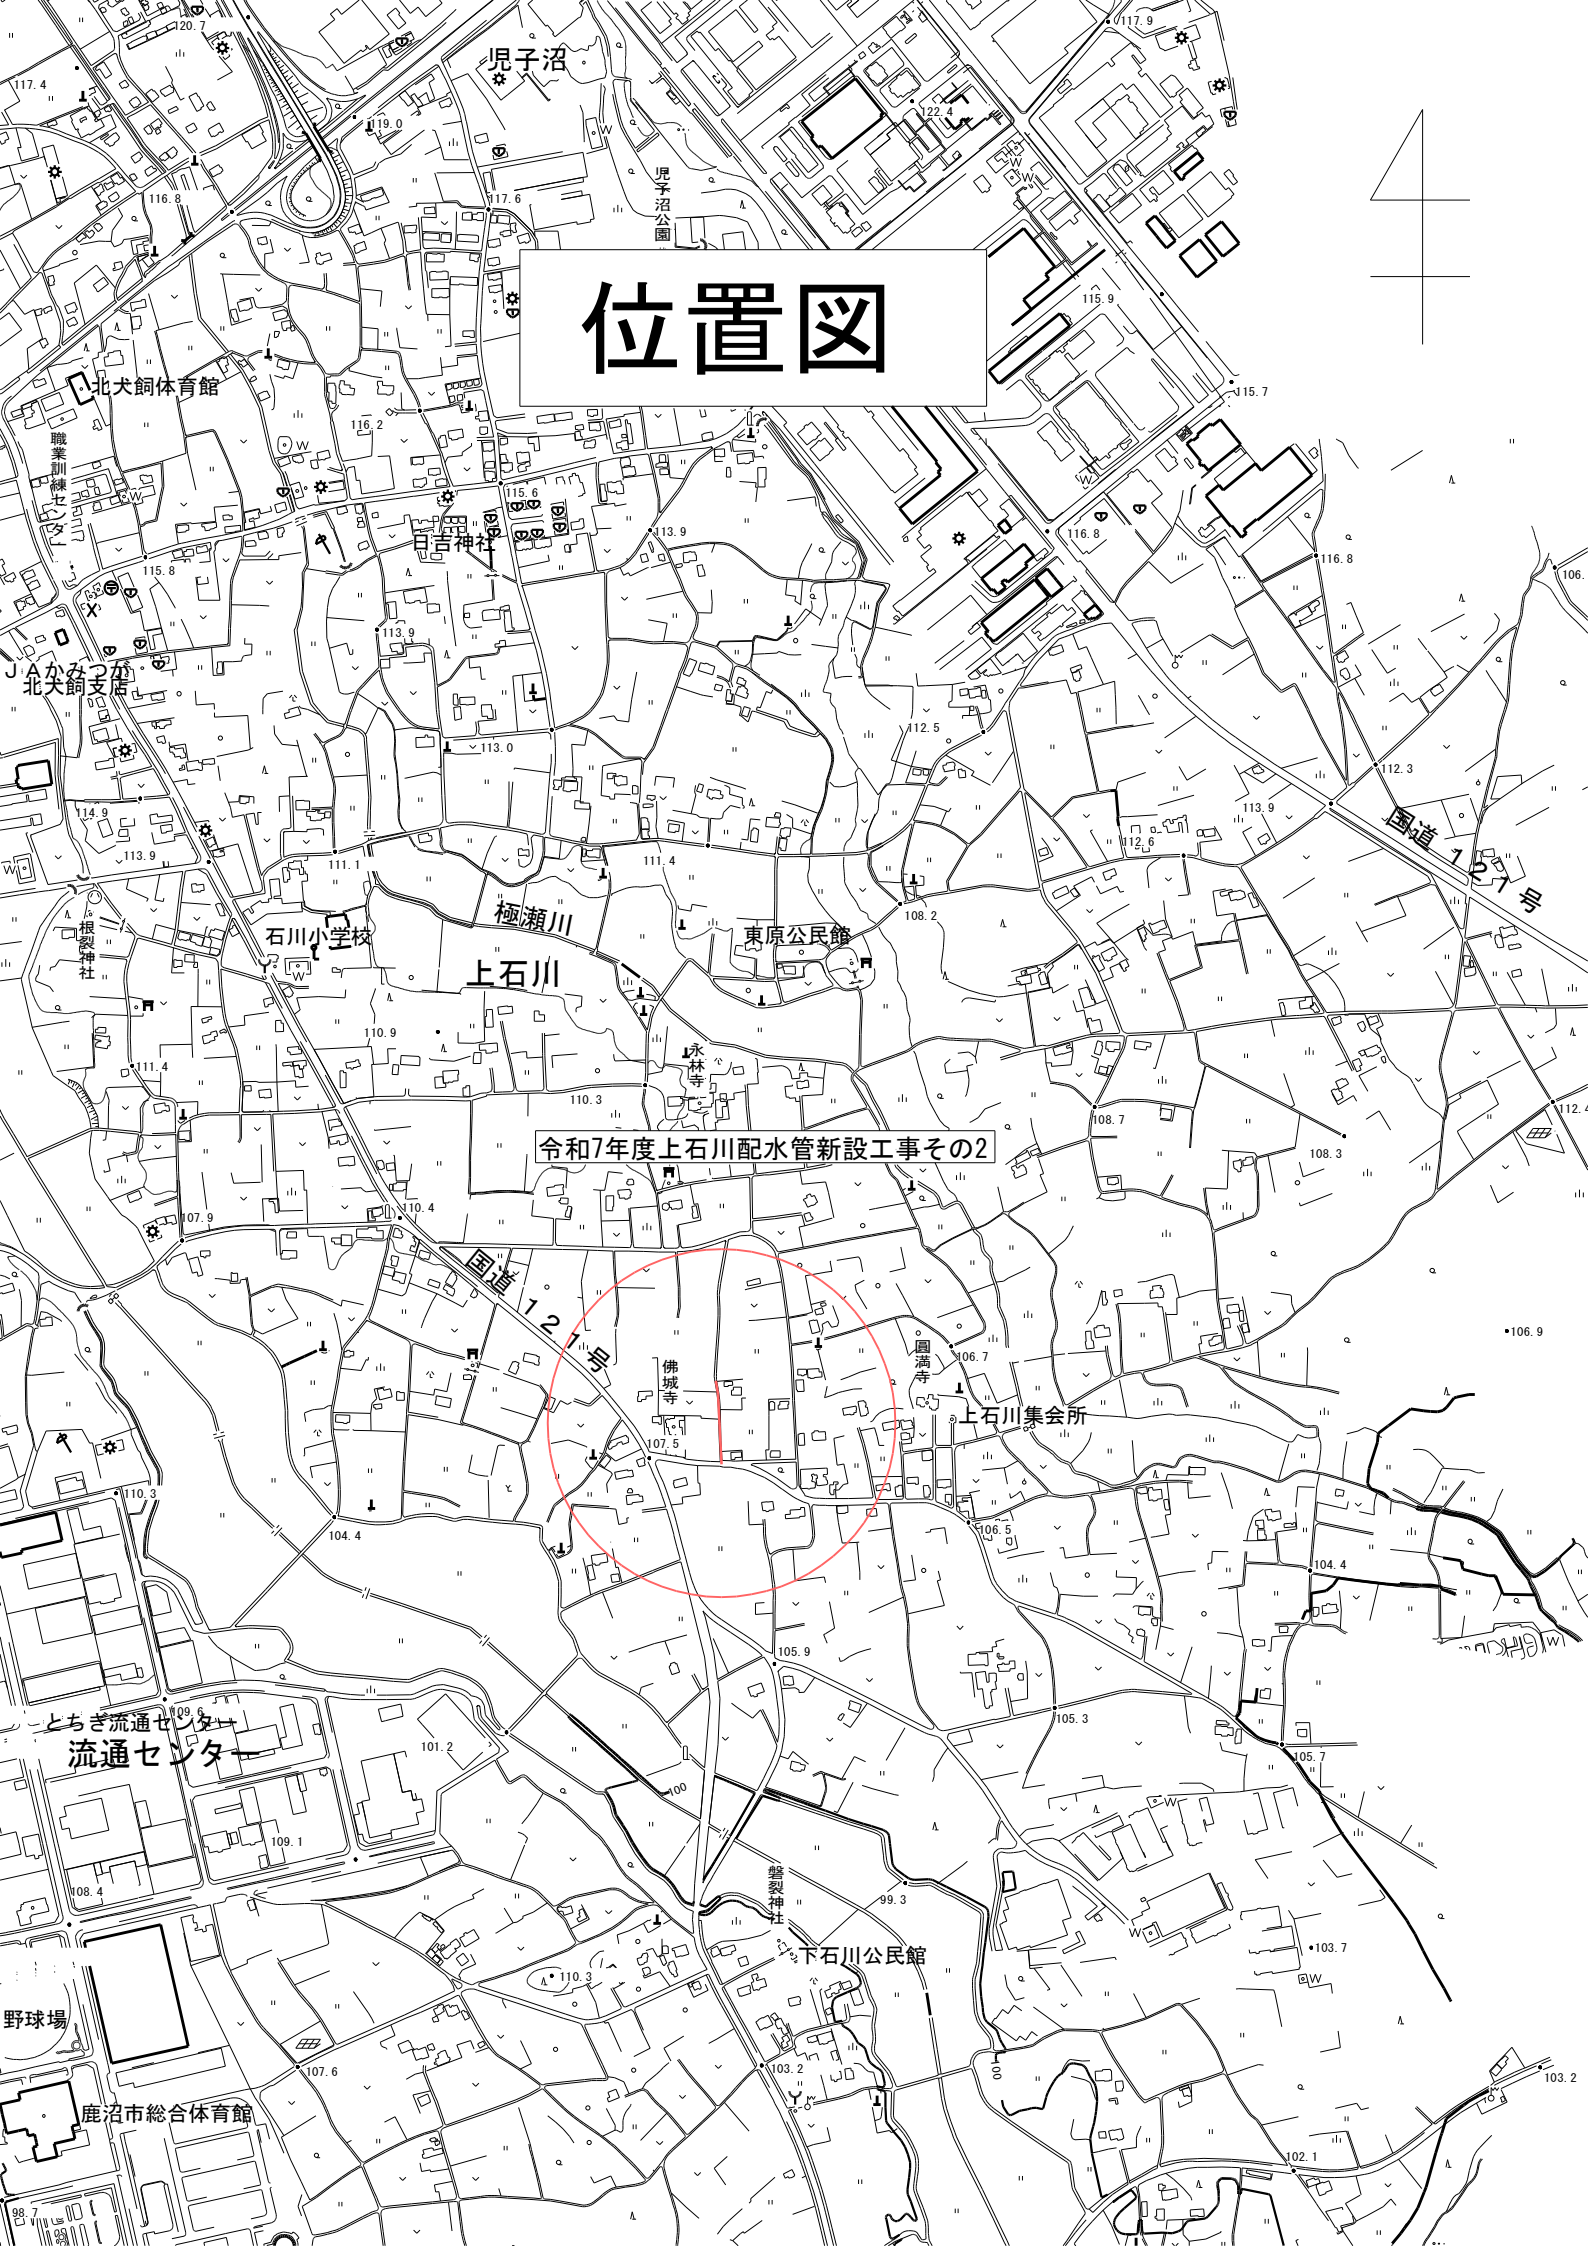 120.7
117.9
児子沼
117.4
122.4
119.0
児子沼公園
116.8
117.6
位置図
115.9
115.7
北犬飼体育館
116.2
職業訓練センター
115.6
113.9
116.8
日吉神社
116.8
115.8
106.
113.9
JAかみつが
北犬飼支店
112.5
113.0
112.3
114.9
113.9
国道121号
112.6
113.9
111.1
111.4
極瀬川
108.2
根裂神社
石川小学校
東原公民館
上石川
110.9
永林寺
111.4
110.3
112.4
108.7
令和7年度上石川配水管新設工事その2
108.3
110.4
107.9
国道121号
106.9
圓満寺
106.7
佛城寺
上石川集会所
107.5
110.3
104.4
106.5
104.4
105.9
109.6
とちぎ流通センター
105.3
流通センター
101.2
105.7
100
109.1
108.4
磐裂神社
99.3
下石川公民館
103.7
110.3
野球場
107.6
103.2
100
103.2
鹿沼市総合体育館
102.1
98.7